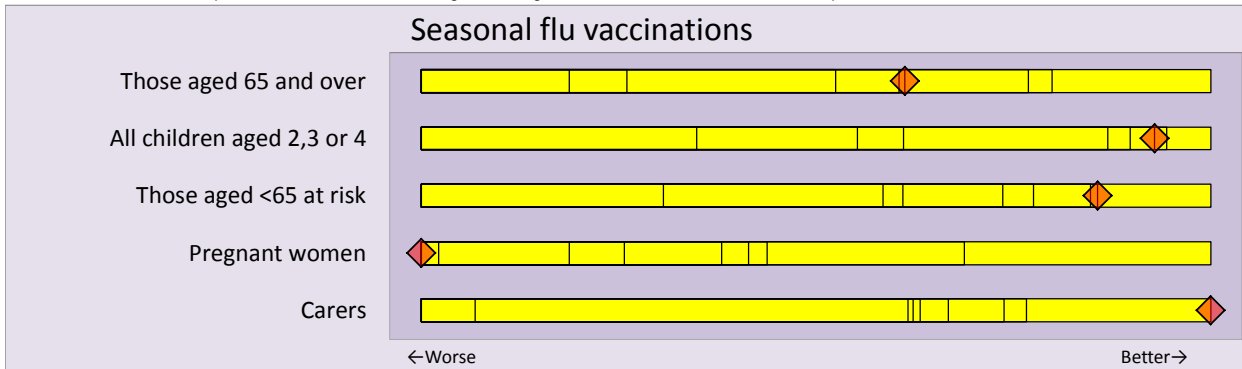 Seasonal flu vaccinations
Those aged 65 and over
All children aged 2,3 or 4
Those aged <65 at risk
Pregnant women
Carers
←Worse
Better→